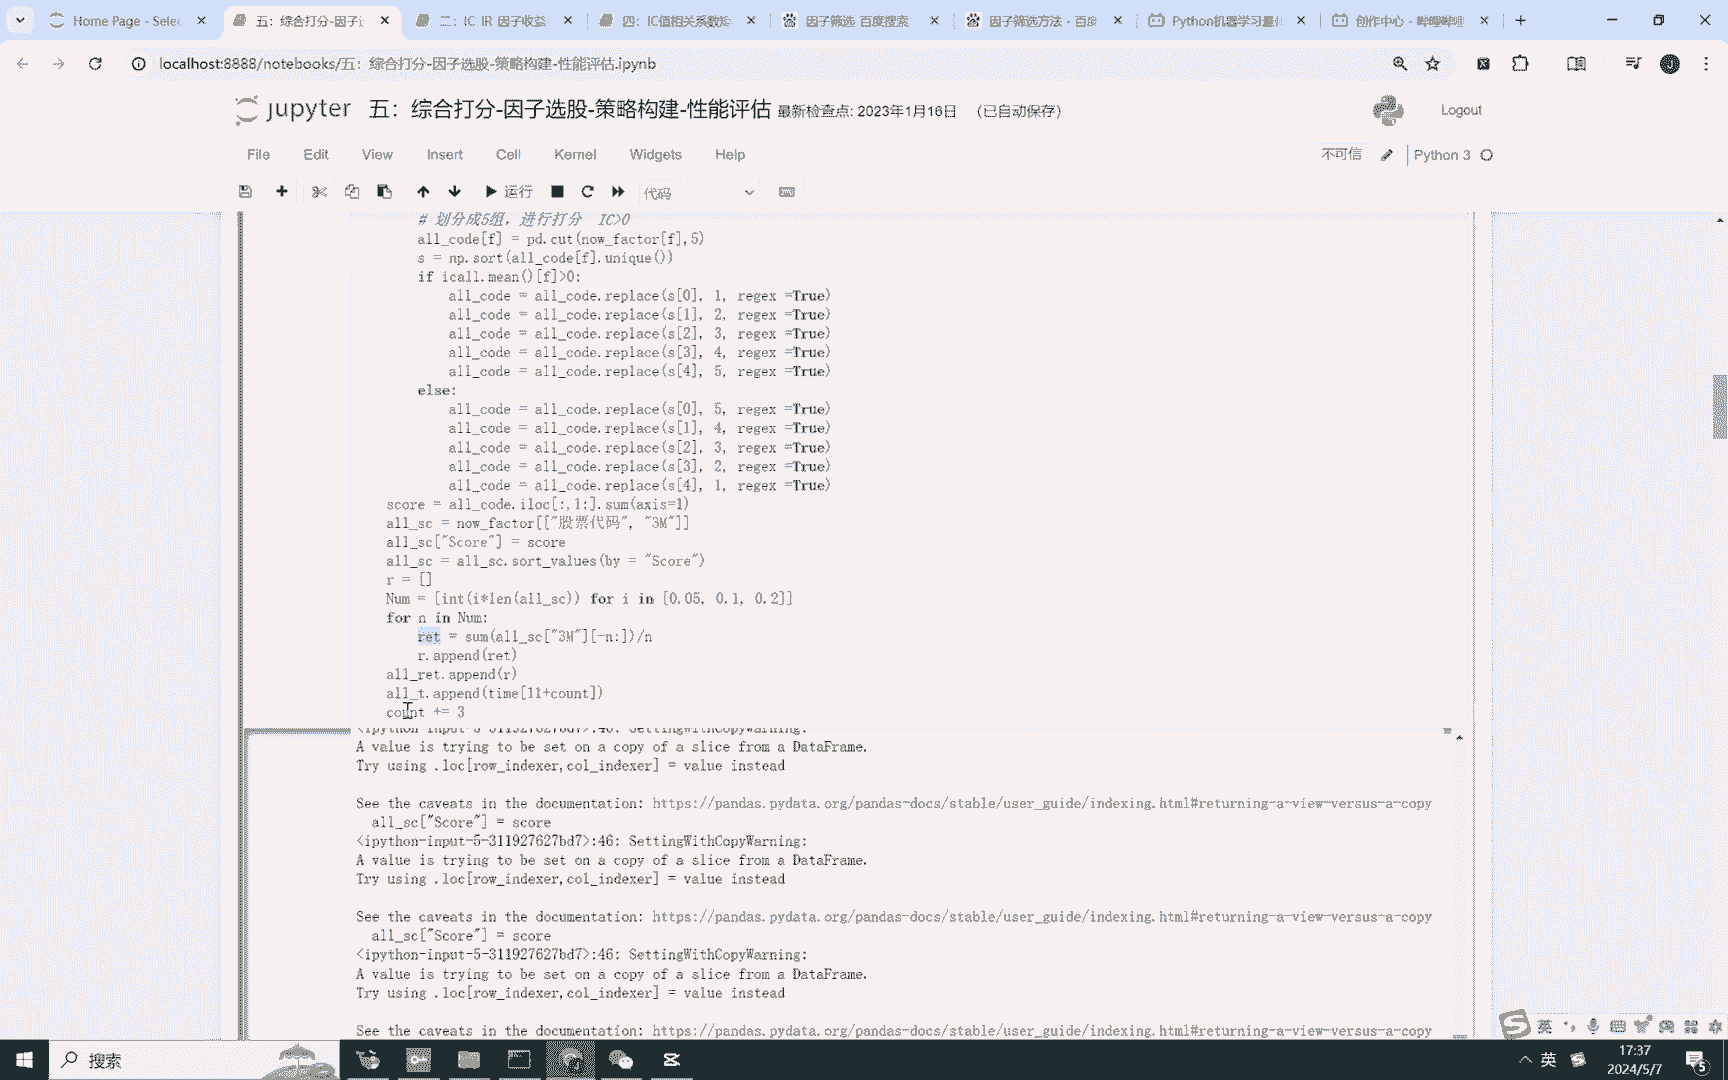 Home Page - Selec
五：综合打分-因子选
二：IC IR 因子收益
四：IC值相关系数矩
因子筛选_百度搜索
因子筛选方法 - 百度
Python机器学习量化
创作中心 - 哔哩哔哩
localhost:8888/notebooks/五：综合打分-因子选股-策略构建-性能评估.ipynb
jupyter 五：综合打分-因子选股-策略构建-性能评估 最新检查点: 2023年1月16日 （已自动保存） Logout
File Edit View Insert Cell Kernel Widgets Help 不可信 Python 3
运行 代码
# 划分成5组，进行打分  IC>0
all_code[f] = pd.cut(now_factor[f],5)
s = np.sort(all_code[f].unique())
if icall.mean()[f]>0:
all_code = all_code.replace(s[0], 1, regex =True)
all_code = all_code.replace(s[1], 2, regex =True)
all_code = all_code.replace(s[2], 3, regex =True)
all_code = all_code.replace(s[3], 4, regex =True)
all_code = all_code.replace(s[4], 5, regex =True)
else:
all_code = all_code.replace(s[0], 5, regex =True)
all_code = all_code.replace(s[1], 4, regex =True)
all_code = all_code.replace(s[2], 3, regex =True)
all_code = all_code.replace(s[3], 2, regex =True)
all_code = all_code.replace(s[4], 1, regex =True)
score = all_code.iloc[:,1:].sum(axis=1)
all_sc = now_factor[["股票代码", "3M"]]
all_sc["Score"] = score
all_sc = all_sc.sort_values(by = "Score")
r = []
Num = [int(i*len(all_sc)) for i in [0.05, 0.1, 0.2]]
for n in Num:
ret = sum(all_sc["3M"][-n:])/n
r.append(ret)
all_ret.append(r)
all_t.append(time[11+count])
count += 3
<ipython-input-5-311927627bd7>:46: SettingWithCopyWarning:
A value is trying to be set on a copy of a slice from a DataFrame.
Try using .loc[row_indexer,col_indexer] = value instead
See the caveats in the documentation: https://pandas.pydata.org/pandas-docs/stable/user_guide/indexing.html#returning-a-view-versus-a-copy
all_sc["Score"] = score
<ipython-input-5-311927627bd7>:46: SettingWithCopyWarning:
A value is trying to be set on a copy of a slice from a DataFrame.
Try using .loc[row_indexer,col_indexer] = value instead
See the caveats in the documentation: https://pandas.pydata.org/pandas-docs/stable/user_guide/indexing.html#returning-a-view-versus-a-copy
all_sc["Score"] = score
<ipython-input-5-311927627bd7>:46: SettingWithCopyWarning:
A value is trying to be set on a copy of a slice from a DataFrame.
Try using .loc[row_indexer,col_indexer] = value instead
See the caveats in the documentation: https://pandas.pydata.org/pandas-docs/stable/user_guide/indexing.html#returning-a-view-versus-a-copy
英
搜索
英
17:37
2024/5/7
5